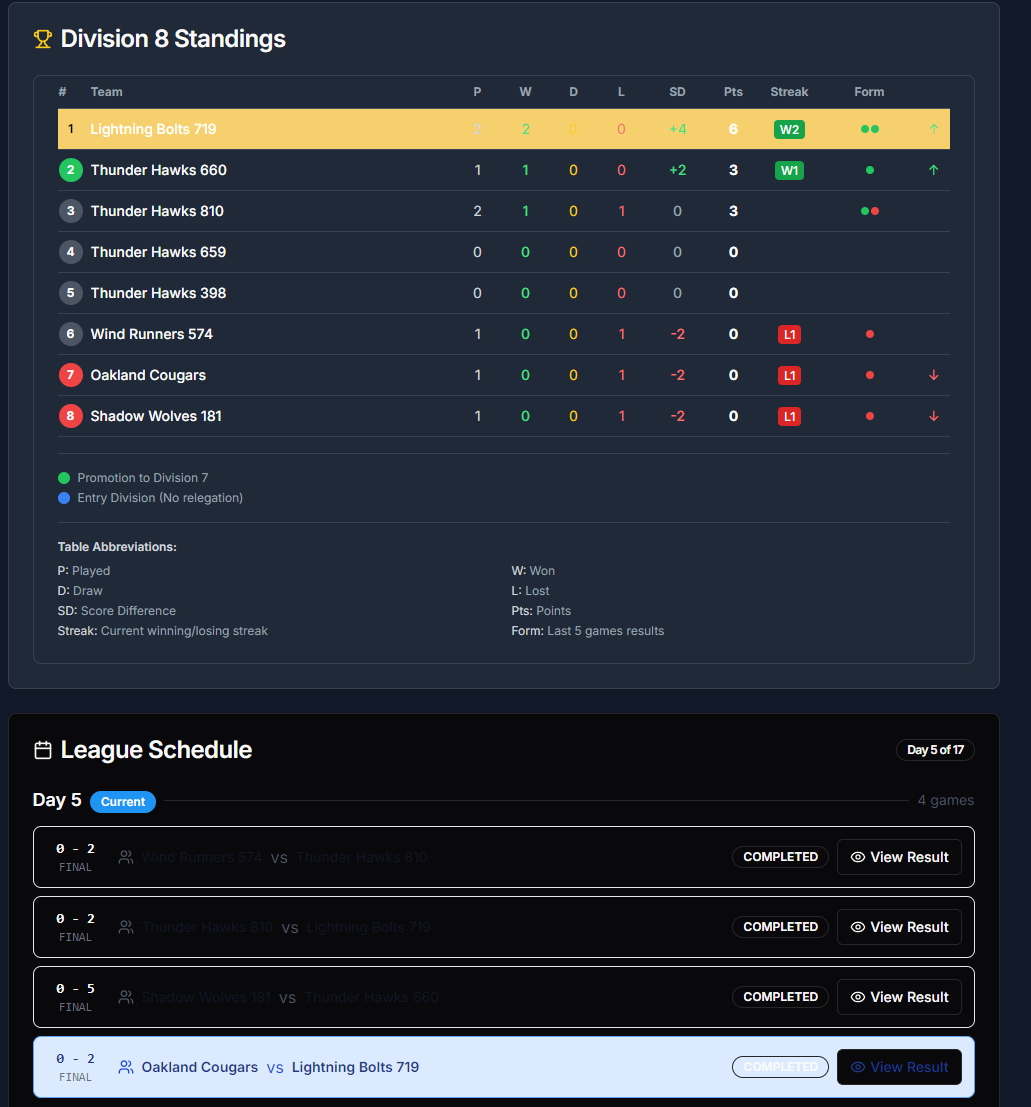 Division 8 Standings
# Team P W D L SD Pts Streak Form
1 Lightning Bolts 719 2 2 0 0 +4 6 W2 ↑
2 Thunder Hawks 660 1 1 0 0 +2 3 W1 ↑
3 Thunder Hawks 810 2 1 0 1 0 3
4 Thunder Hawks 659 0 0 0 0 0 0
5 Thunder Hawks 398 0 0 0 0 0 0
6 Wind Runners 574 1 0 0 1 -2 0 L1
7 Oakland Cougars 1 0 0 1 -2 0 L1 ↓
8 Shadow Wolves 181 1 0 0 1 -2 0 L1 ↓
Promotion to Division 7
Entry Division (No relegation)
Table Abbreviations:
P: Played W: Won
D: Draw L: Lost
SD: Score Difference Pts: Points
Streak: Current winning/losing streak Form: Last 5 games results
League Schedule Day 5 of 17
Day 5 Current 4 games
0 - 2 Wind Runners 574 vs Thunder Hawks 810 COMPLETED View Result
FINAL
0 - 2 Thunder Hawks 810 vs Lightning Bolts 719 COMPLETED View Result
FINAL
0 - 5 Shadow Wolves 181 vs Thunder Hawks 660 COMPLETED View Result
FINAL
0 - 2 Oakland Cougars vs Lightning Bolts 719 COMPLETED View Result
FINAL